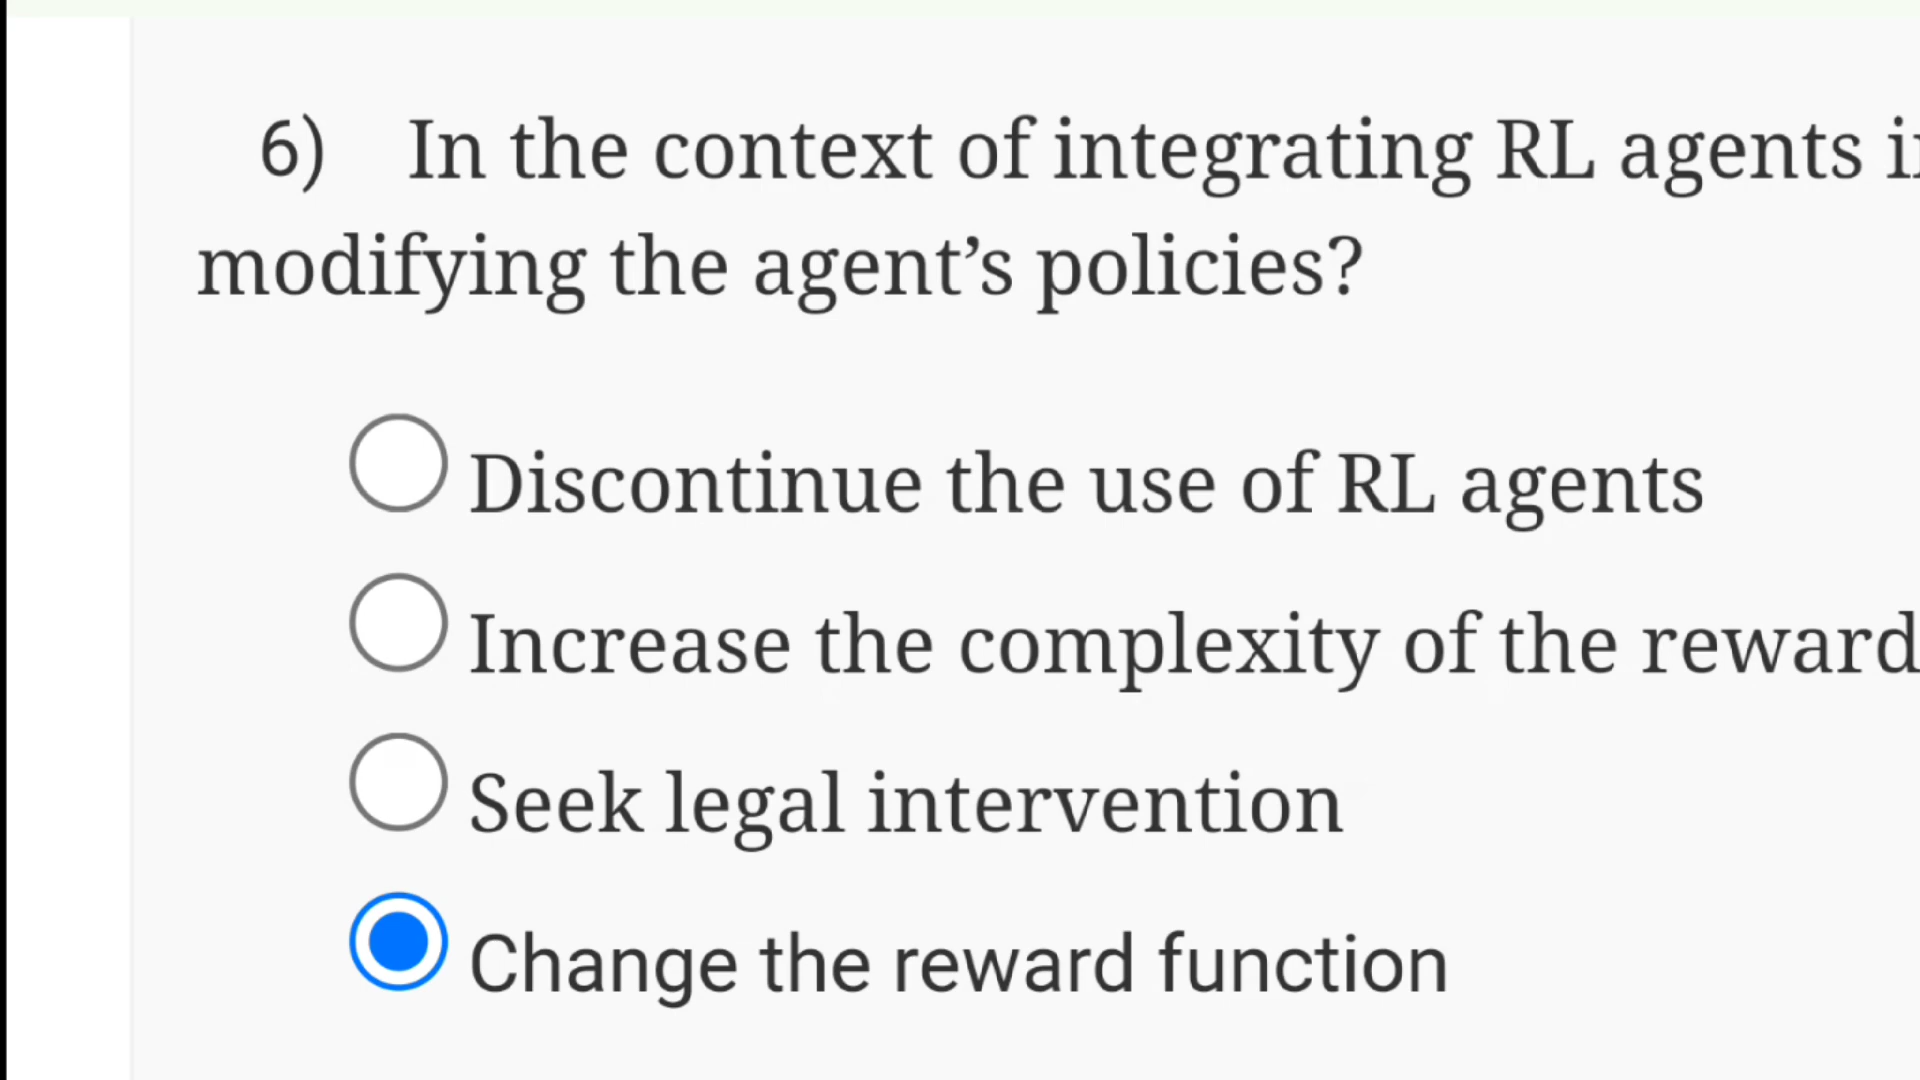 6) In the context of integrating RL agents
modifying the agent’s policies?
Discontinue the use of RL agents
Increase the complexity of the reward
Seek legal intervention
Change the reward function